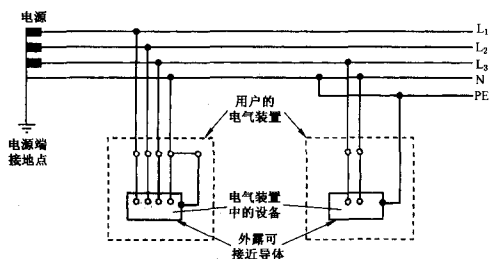 电源
L₁
L₂
L₃
N
PE
用户的
电气装置
电源端
接地点
电气装置
中的设备
外露可
接近导体